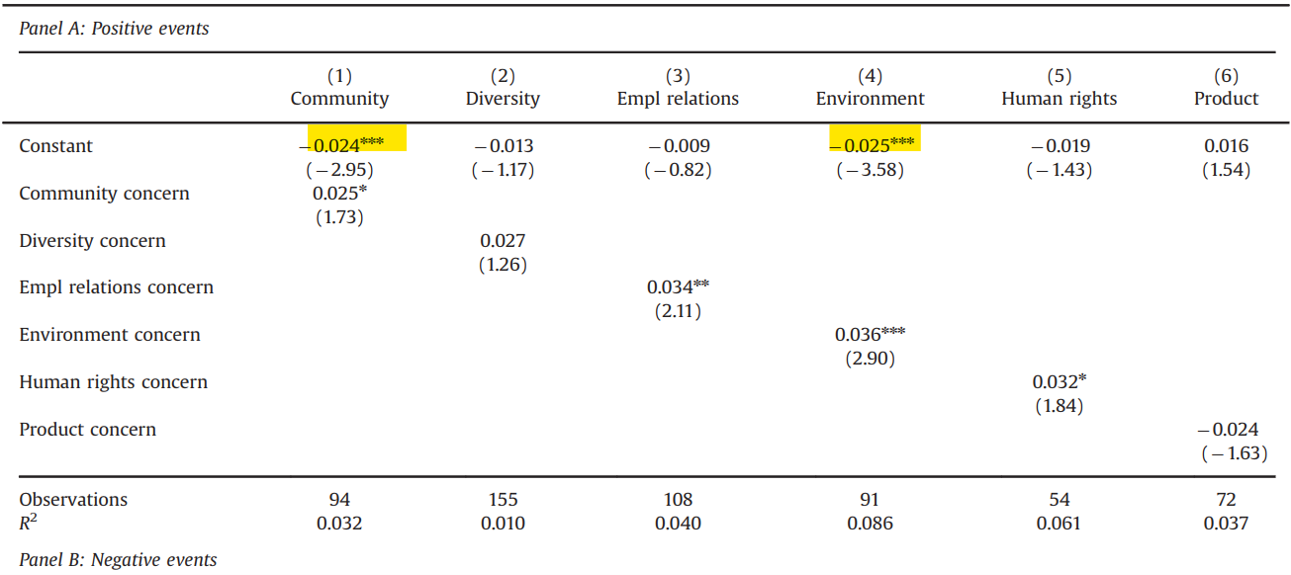 Panel A: Positive events
(1) (2) (3) (4) (5) (6)
Community Diversity Empl relations Environment Human rights Product
Constant −0.024*** −0.013 −0.009 −0.025*** −0.019 0.016
(−2.95) (−1.17) (−0.82) (−3.58) (−1.43) (1.54)
Community concern 0.025*
(1.73)
Diversity concern 0.027
(1.26)
Empl relations concern 0.034**
(2.11)
Environment concern 0.036***
(2.90)
Human rights concern 0.032*
(1.84)
Product concern −0.024
(−1.63)
Observations 94 155 108 91 54 72
R² 0.032 0.010 0.040 0.086 0.061 0.037
Panel B: Negative events